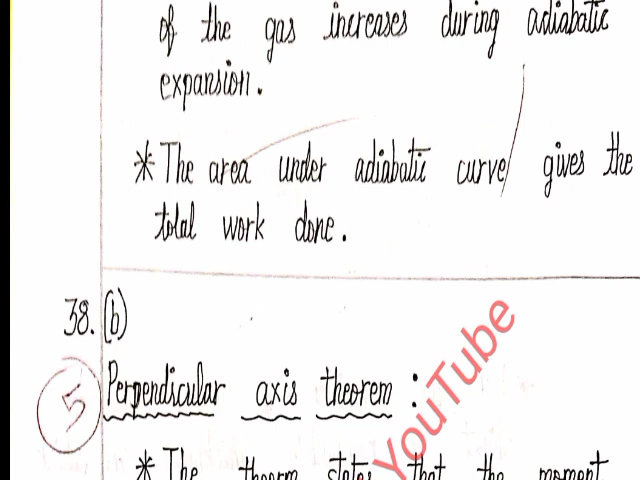 of the gas increases during adiabatic
expansion.
* The area under adiabatic curve gives the
total work done.
38. (b)
5
Perpendicular axis theorem :
YouTube
* The theorm states that the moment